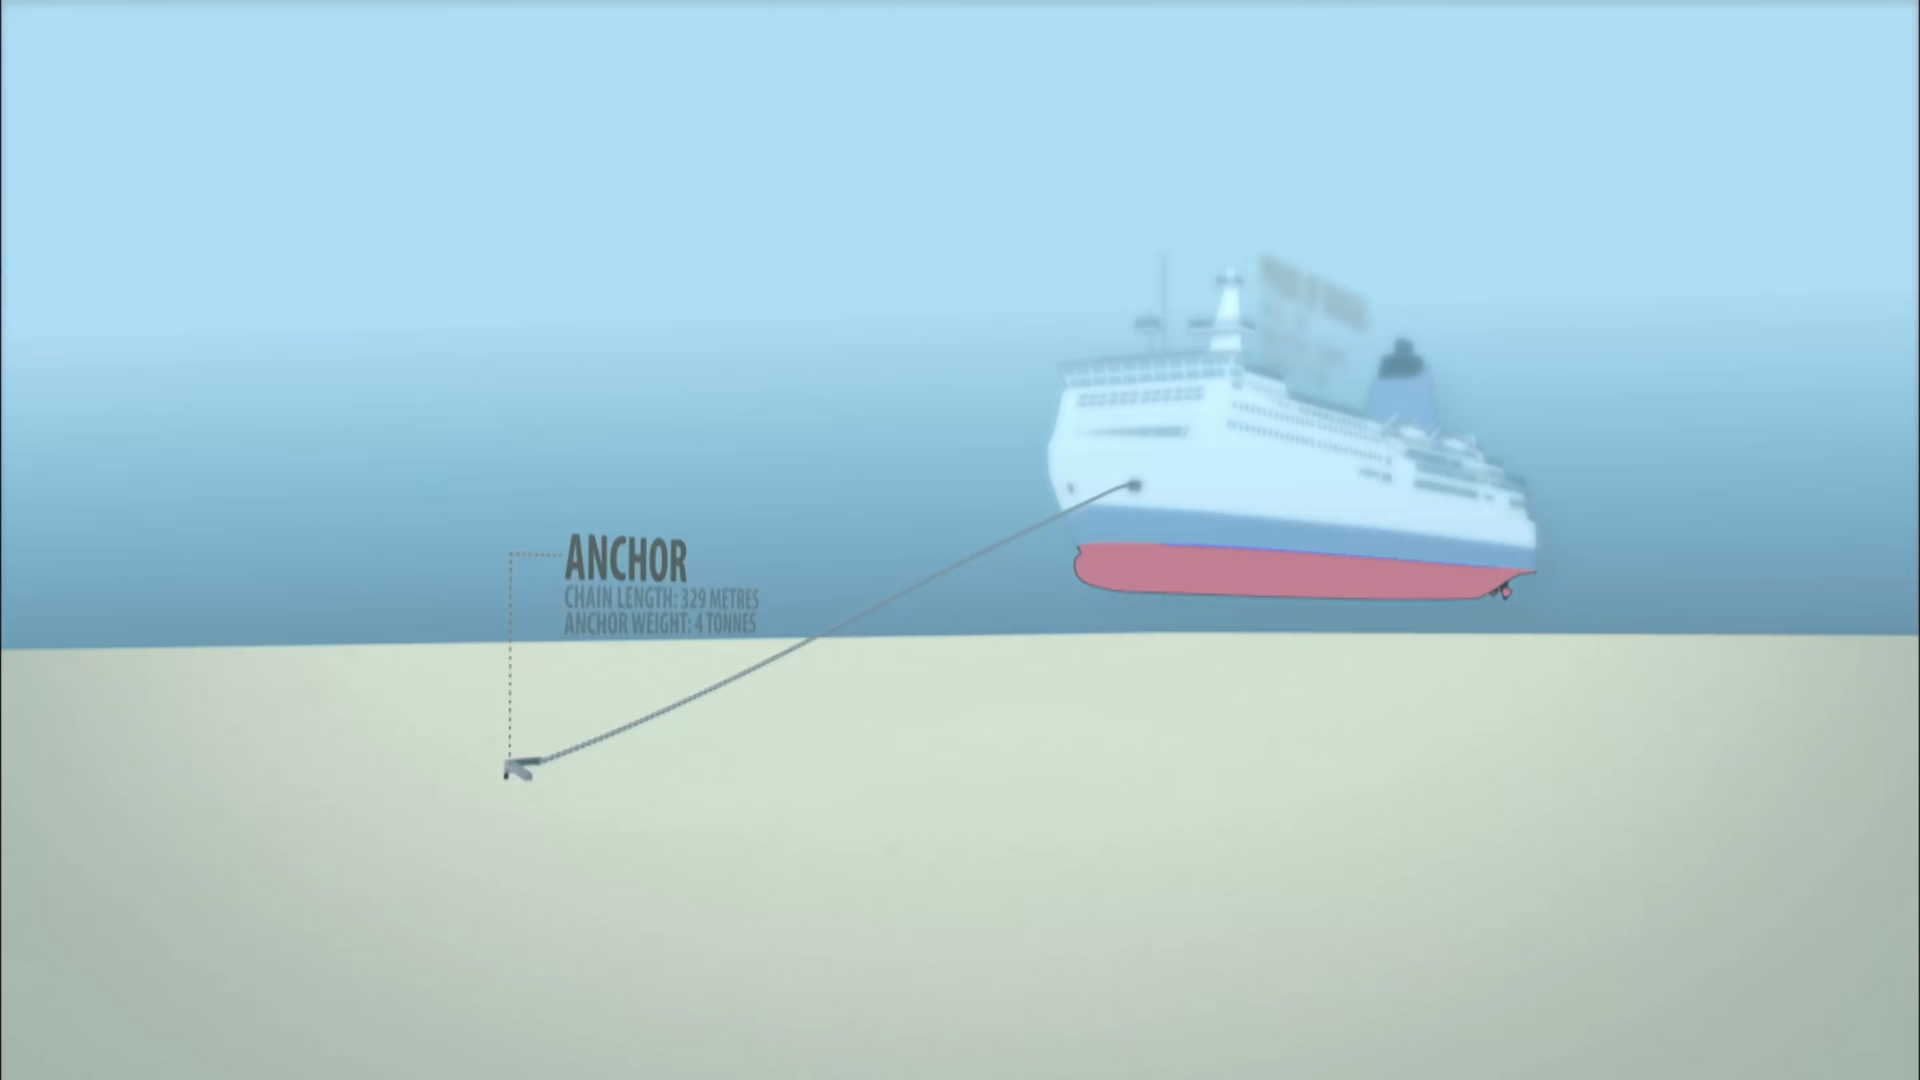 ANCHOR
CHAIN LENGTH: 329 METRES
ANCHOR WEIGHT: 4 TONNES